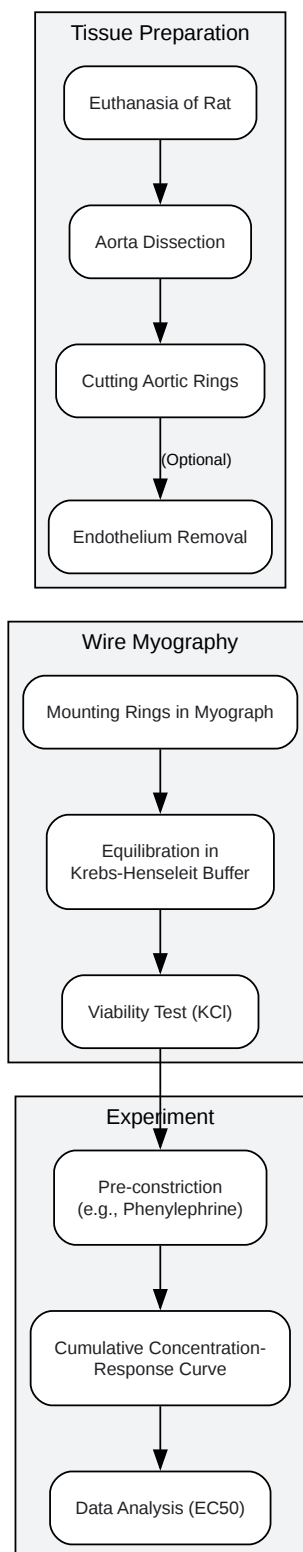 Tissue Preparation
Euthanasia of Rat
Aorta Dissection
Cutting Aortic Rings
(Optional)
Endothelium Removal
Wire Myography
Mounting Rings in Myograph
Equilibration in
Krebs-Henseleit Buffer
Viability Test (KCl)
Experiment
Pre-constriction
(e.g., Phenylephrine)
Cumulative Concentration-
Response Curve
Data Analysis (EC50)